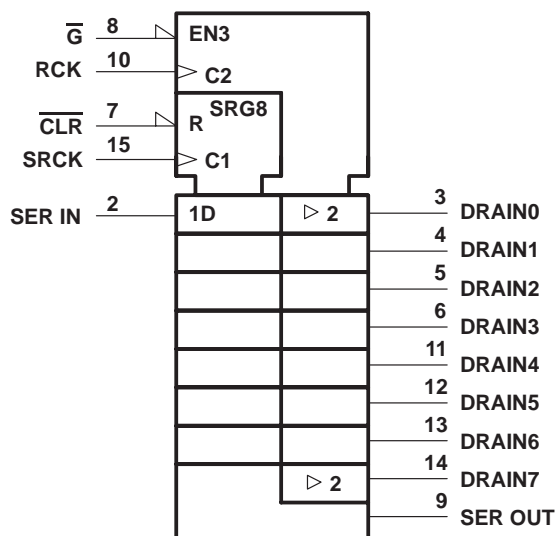 G 8 EN3
RCK 10 C2
CLR 7 R SRG8
SRCK 15 C1
SER IN 2 1D 2 3 DRAIN0
4 DRAIN1
5 DRAIN2
6 DRAIN3
11 DRAIN4
12 DRAIN5
13 DRAIN6
2 14 DRAIN7
9 SER OUT